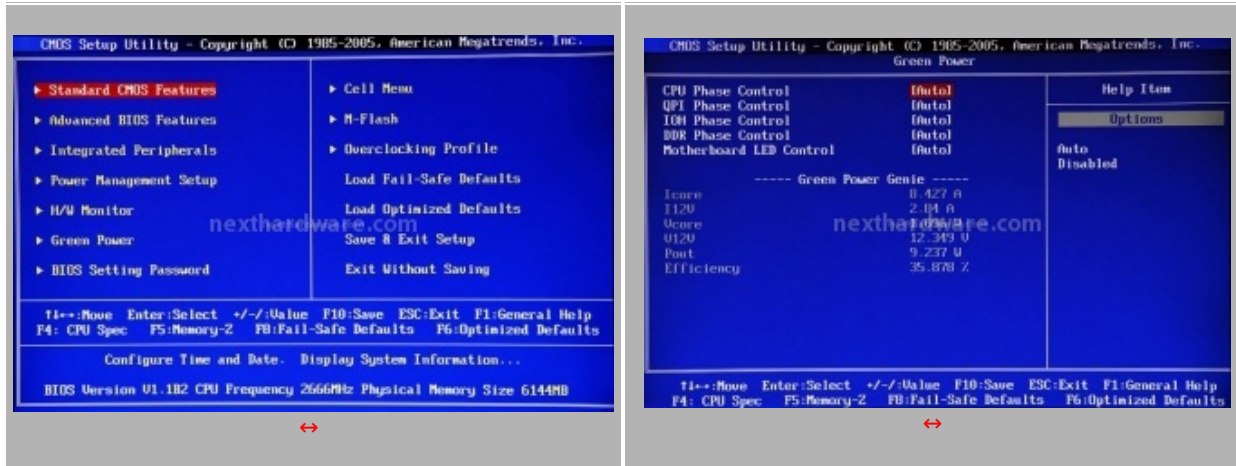 CMOS Setup Utility - Copyright (C) 1985-2005, American Megatrends, Inc.
▶ Standard CMOS Features
▶ Advanced BIOS Features
▶ Integrated Peripherals
▶ Power Management Setup
▶ H/W Monitor
▶ Green Power
▶ BIOS Setting Password
▶ Cell Menu
▶ M-Flash
▶ Overclocking Profile
Load Fail-Safe Defaults
Load Optimized Defaults
Save & Exit Setup
Exit Without Saving
nexthardware.com
↑↓←→:Move Enter:Select +/-/:Value F10:Save ESC:Exit F1:General Help
F4: CPU Spec F5:Memory-Z F8:Fail-Safe Defaults F6:Optimized Defaults
Configure Time and Date. Display System Information...
BIOS Version V1.1B2 CPU Frequency 2666MHz Physical Memory Size 6144MB
CMOS Setup Utility - Copyright (C) 1985-2005, American Megatrends, Inc.
Green Power
CPU Phase Control [Auto]
QPI Phase Control [Auto]
IOH Phase Control [Auto]
DDR Phase Control [Auto]
Motherboard LED Control [Auto]
----- Green Power Genie -----
Icore 8.427 A
I12V 2.84 A
Vcore
V12V 12.349 V
Pout 9.237 W
Efficiency 35.878 %
Help Item
Options
Auto
Disabled
nexthardware.com
↑↓←→:Move Enter:Select +/-/:Value F10:Save ESC:Exit F1:General Help
F4: CPU Spec F5:Memory-Z F8:Fail-Safe Defaults F6:Optimized Defaults